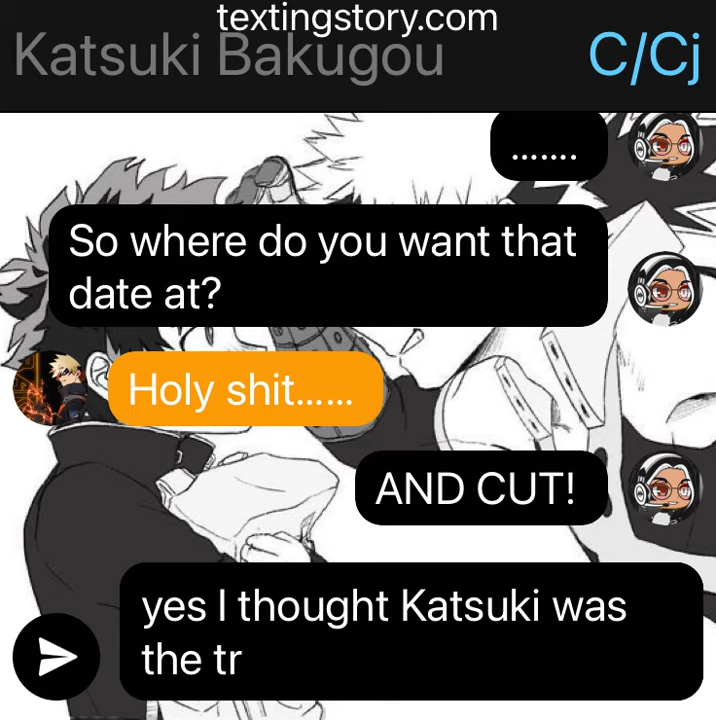 textingstory.com
Katsuki Bakugou
C/Cj
.......
So where do you want that
date at?
Holy shit......
AND CUT!
yes I thought Katsuki was
the tr